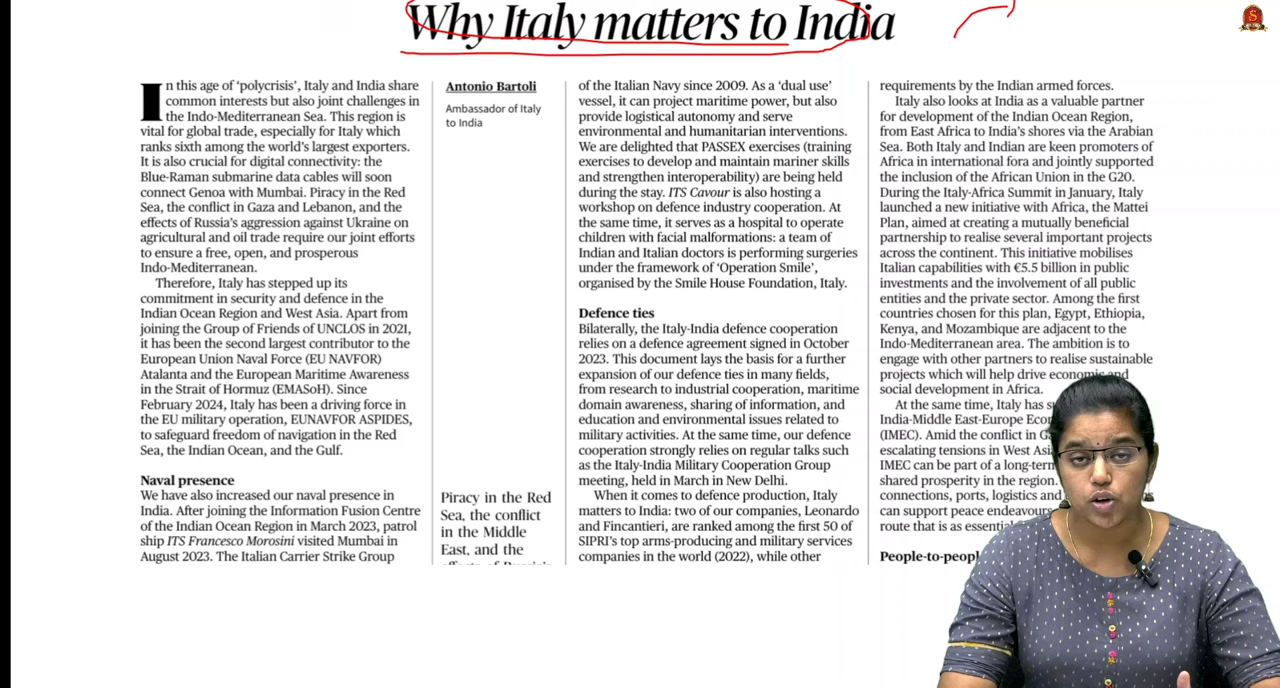 Why Italy matters to India
In this age of ‘polycrisis’, Italy and India share
common interests but also joint challenges in
the Indo-Mediterranean Sea. This region is
vital for global trade, especially for Italy which
ranks sixth among the world’s largest exporters.
It is also crucial for digital connectivity: the
Blue-Raman submarine data cables will soon
connect Genoa with Mumbai. Piracy in the Red
Sea, the conflict in Gaza and Lebanon, and the
effects of Russia’s aggression against Ukraine on
agricultural and oil trade require our joint efforts
to ensure a free, open, and prosperous
Indo-Mediterranean.
Therefore, Italy has stepped up its
commitment in security and defence in the
Indian Ocean Region and West Asia. Apart from
joining the Group of Friends of UNCLOS in 2021,
it has been the second largest contributor to the
European Union Naval Force (EU NAVFOR)
Atalanta and the European Maritime Awareness
in the Strait of Hormuz (EMASoH). Since
February 2024, Italy has been a driving force in
the EU military operation, EUNAVFOR ASPIDES,
to safeguard freedom of navigation in the Red
Sea, the Indian Ocean, and the Gulf.
Naval presence
We have also increased our naval presence in
India. After joining the Information Fusion Centre
of the Indian Ocean Region in March 2023, patrol
ship ITS Francesco Morosini visited Mumbai in
August 2023. The Italian Carrier Strike Group
Antonio Bartoli
Ambassador of Italy
to India
Piracy in the Red
Sea, the conflict
in the Middle
East, and the
of the Italian Navy since 2009. As a ‘dual use’
vessel, it can project maritime power, but also
provide logistical autonomy and serve
environmental and humanitarian interventions.
We are delighted that PASSEX exercises (training
exercises to develop and maintain mariner skills
and strengthen interoperability) are being held
during the stay. ITS Cavour is also hosting a
workshop on defence industry cooperation. At
the same time, it serves as a hospital to operate
children with facial malformations: a team of
Indian and Italian doctors is performing surgeries
under the framework of ‘Operation Smile’,
organised by the Smile House Foundation, Italy.
Defence ties
Bilaterally, the Italy-India defence cooperation
relies on a defence agreement signed in October
2023. This document lays the basis for a further
expansion of our defence ties in many fields,
from research to industrial cooperation, maritime
domain awareness, sharing of information, and
education and environmental issues related to
military activities. At the same time, our defence
cooperation strongly relies on regular talks such
as the Italy-India Military Cooperation Group
meeting, held in March in New Delhi.
When it comes to defence production, Italy
matters to India: two of our companies, Leonardo
and Fincantieri, are ranked among the first 50 of
SIPRI’s top arms-producing and military services
companies in the world (2022), while other
requirements by the Indian armed forces.
Italy also looks at India as a valuable partner
for development of the Indian Ocean Region,
from East Africa to India’s shores via the Arabian
Sea. Both Italy and Indian are keen promoters of
Africa in international fora and jointly supported
the inclusion of the African Union in the G20.
During the Italy-Africa Summit in January, Italy
launched a new initiative with Africa, the Mattei
Plan, aimed at creating a mutually beneficial
partnership to realise several important projects
across the continent. This initiative mobilises
Italian capabilities with €5.5 billion in public
investments and the involvement of all public
entities and the private sector. Among the first
countries chosen for this plan, Egypt, Ethiopia,
Kenya, and Mozambique are adjacent to the
Indo-Mediterranean area. The ambition is to
engage with other partners to realise sustainable
projects which will help drive economic and
social development in Africa.
At the same time, Italy has
India-Middle East-Europe
(IMEC). Amid the conflict in
escalating tensions in West
IMEC can be part of a long-term
shared prosperity in the region.
connections, ports, logistics and
can support peace endeavours
route that is as
People-to-peopl